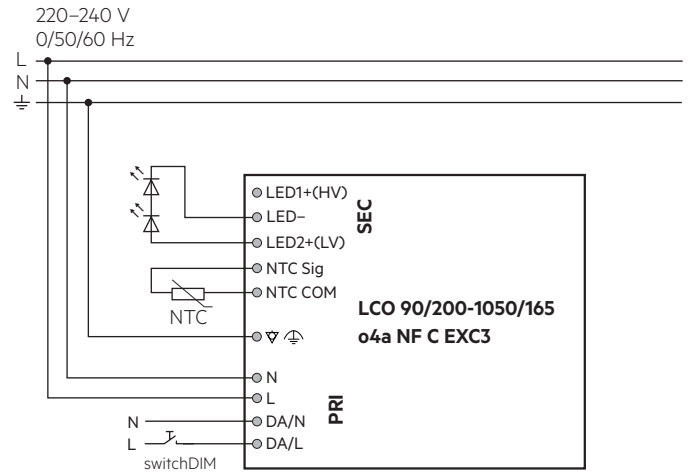 220–240 V
0/50/60 Hz
L
N
LED1+(HV)
LED–
LED2+(LV)
SEC
NTC Sig
NTC COM
NTC
LCO 90/200-1050/165
o4a NF C EXC3
N
L
PRI
N DA/N
L DA/L
switchDIM